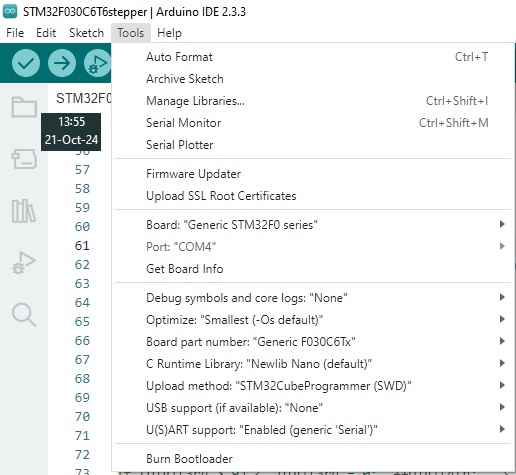 STM32F030C6T6stepper | Arduino IDE 2.3.3
File Edit Sketch Tools Help
Auto Format Ctrl+T
Archive Sketch
STM32F0
Manage Libraries... Ctrl+Shift+I
13:55
Serial Monitor Ctrl+Shift+M
21-Oct-24
Serial Plotter
57 Firmware Updater
58 Upload SSL Root Certificates
59
60 Board: "Generic STM32F0 series"
61 Port: "COM4"
62 Get Board Info
63
64 Debug symbols and core logs: "None"
65 Optimize: "Smallest (-Os default)"
66 Board part number: "Generic F030C6Tx"
67 C Runtime Library: "Newlib Nano (default)"
68 Upload method: "STM32CubeProgrammer (SWD)"
69
70 USB support (if available): "None"
71 U(S)ART support: "Enabled (generic 'Serial')"
72 Burn Bootloader
73